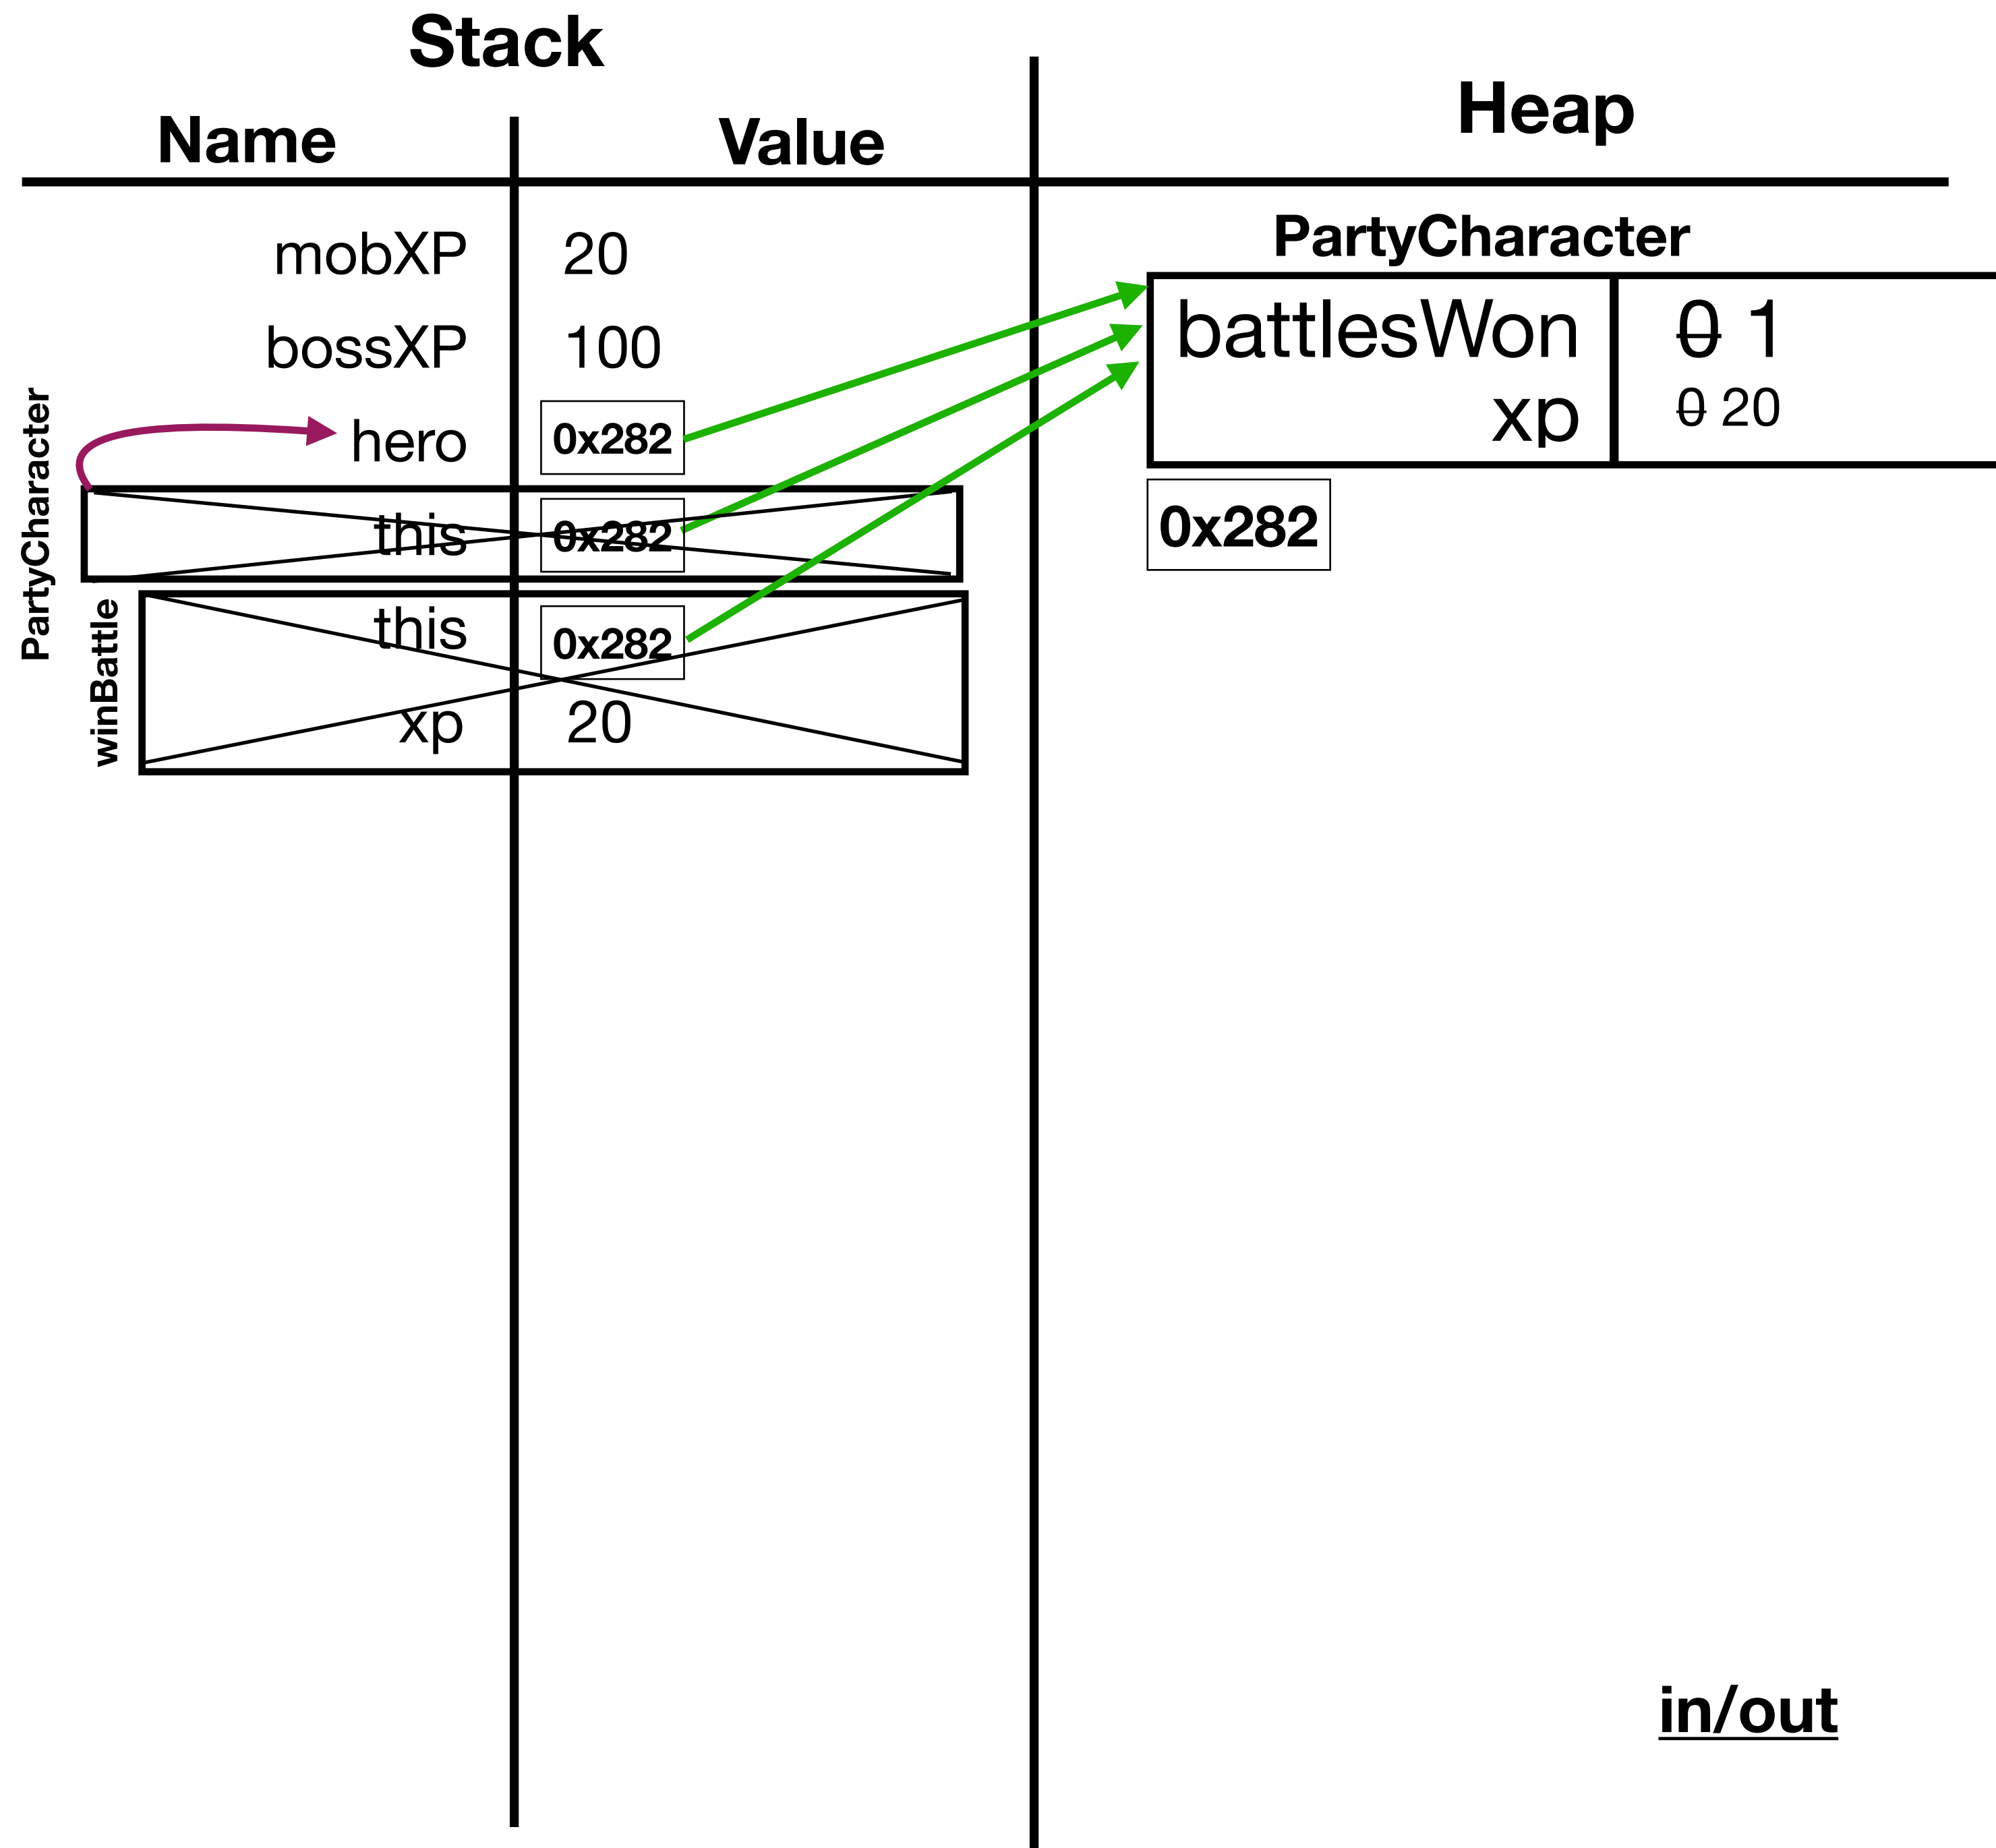 Stack
Heap
Name Value
PartyCharacter
mobXP 20
bossXP 100
hero 0x282
battlesWon 0 1
xp 0 20
0x282
PartyCharacter
this 0x282
winBattle
this 0x282
xp 20
in/out